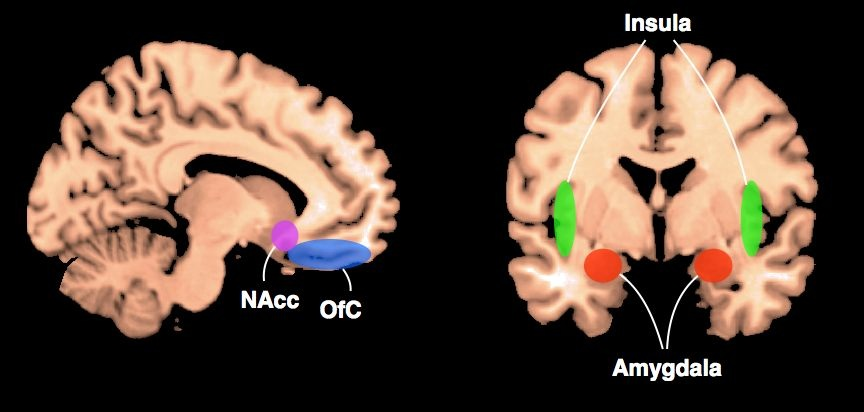 Insula
NAcc
OfC
Amygdala